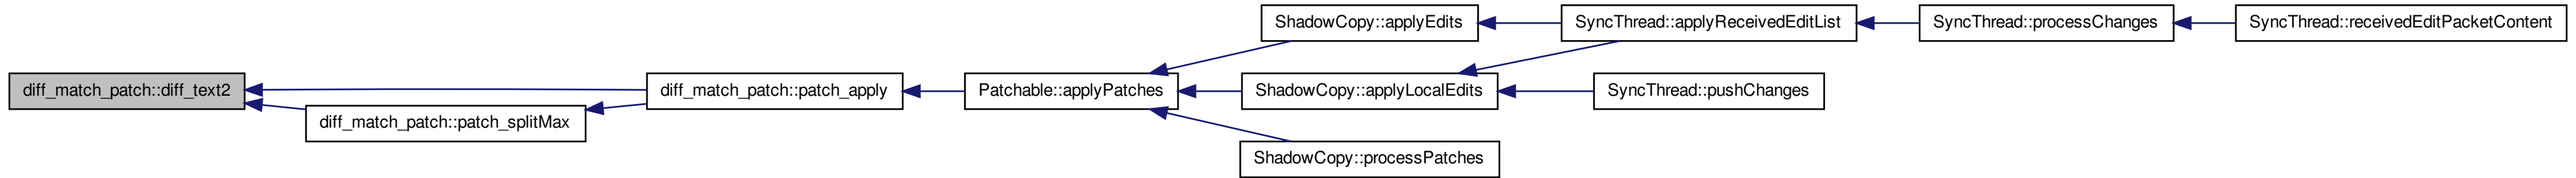 diff_match_patch::diff_text2
diff_match_patch::patch_splitMax
diff_match_patch::patch_apply
Patchable::applyPatches
ShadowCopy::applyEdits
ShadowCopy::applyLocalEdits
ShadowCopy::processPatches
SyncThread::applyReceivedEditList
SyncThread::pushChanges
SyncThread::processChanges
SyncThread::receivedEditPacketContent